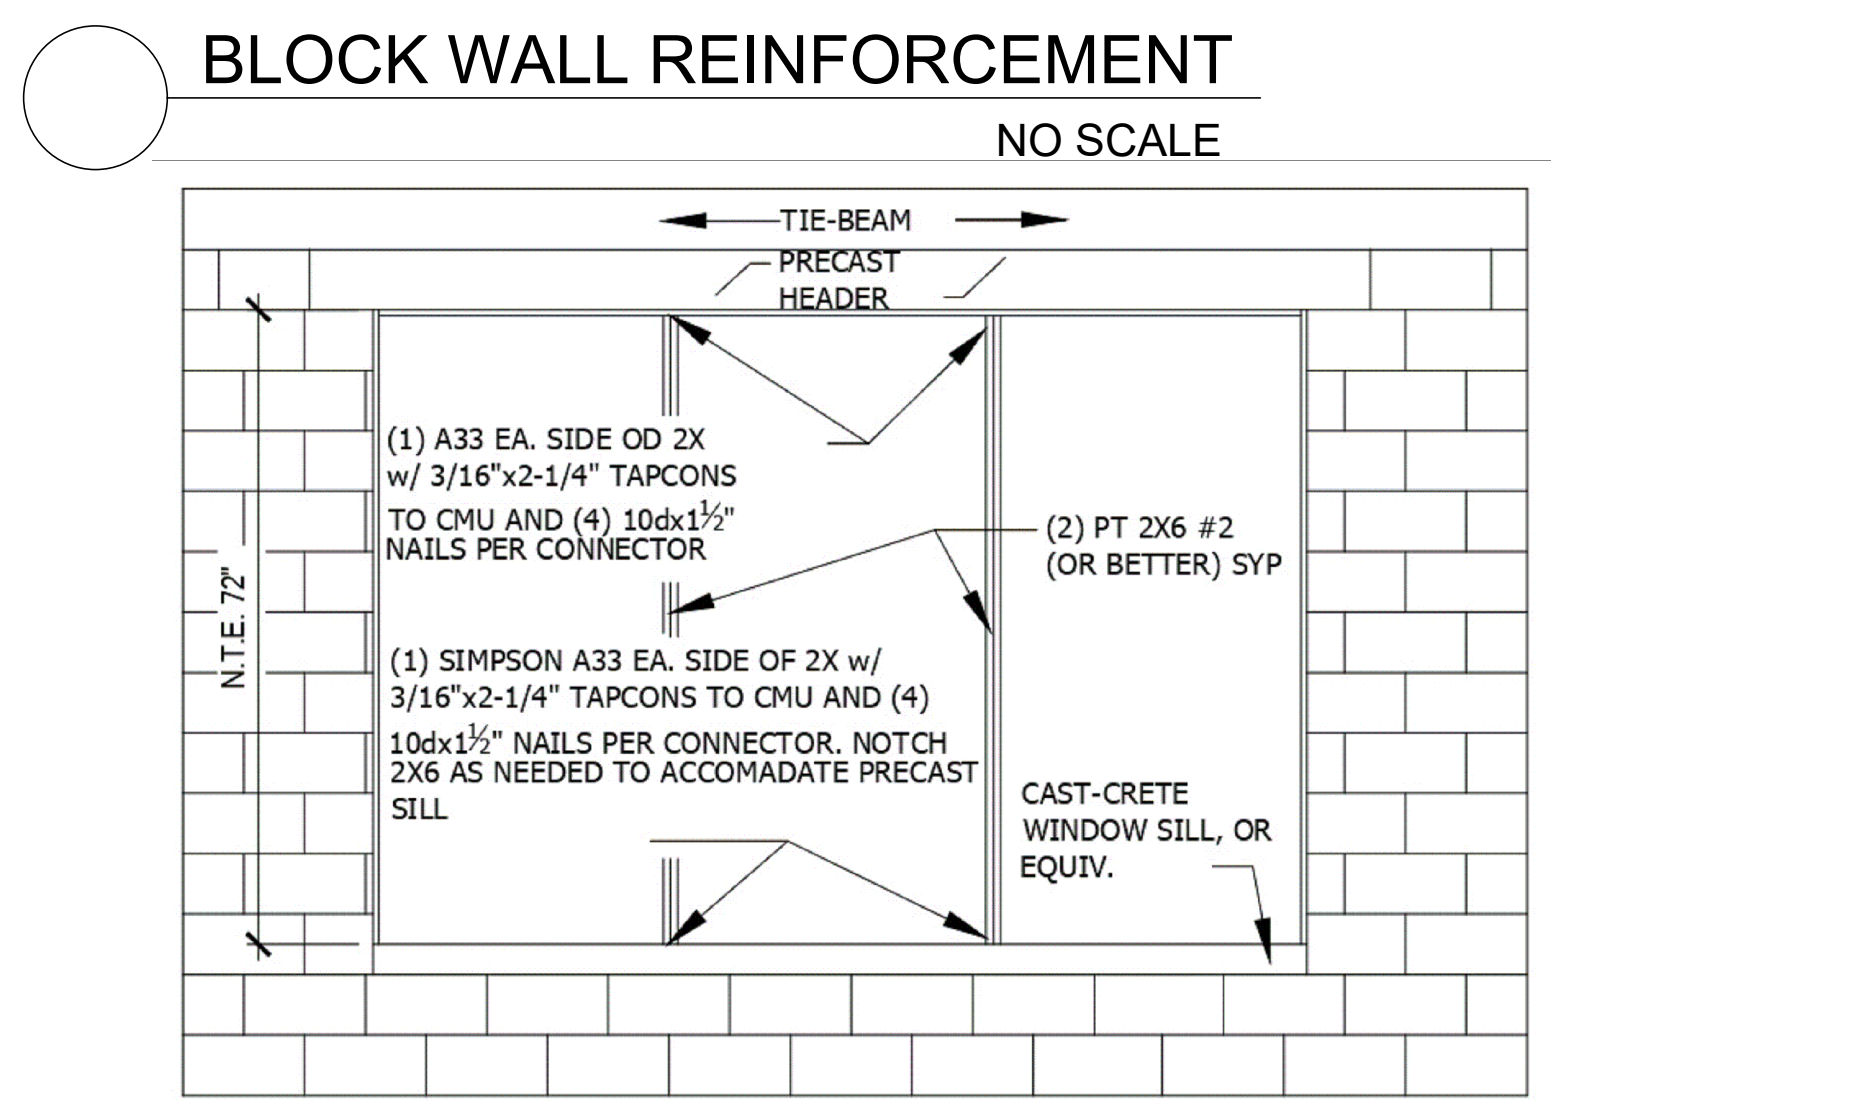 BLOCK WALL REINFORCEMENT
NO SCALE
TIE-BEAM
PRECAST
HEADER
(1) A33 EA. SIDE OD 2X
w/ 3/16"x2-1/4" TAPCONS
TO CMU AND (4) 10dx1½"
NAILS PER CONNECTOR
(2) PT 2X6 #2
(OR BETTER) SYP
N.T.E. 72"
(1) SIMPSON A33 EA. SIDE OF 2X w/
3/16"x2-1/4" TAPCONS TO CMU AND (4)
10dx1½" NAILS PER CONNECTOR. NOTCH
2X6 AS NEEDED TO ACCOMADATE PRECAST
SILL
CAST-CRETE
WINDOW SILL, OR
EQUIV.